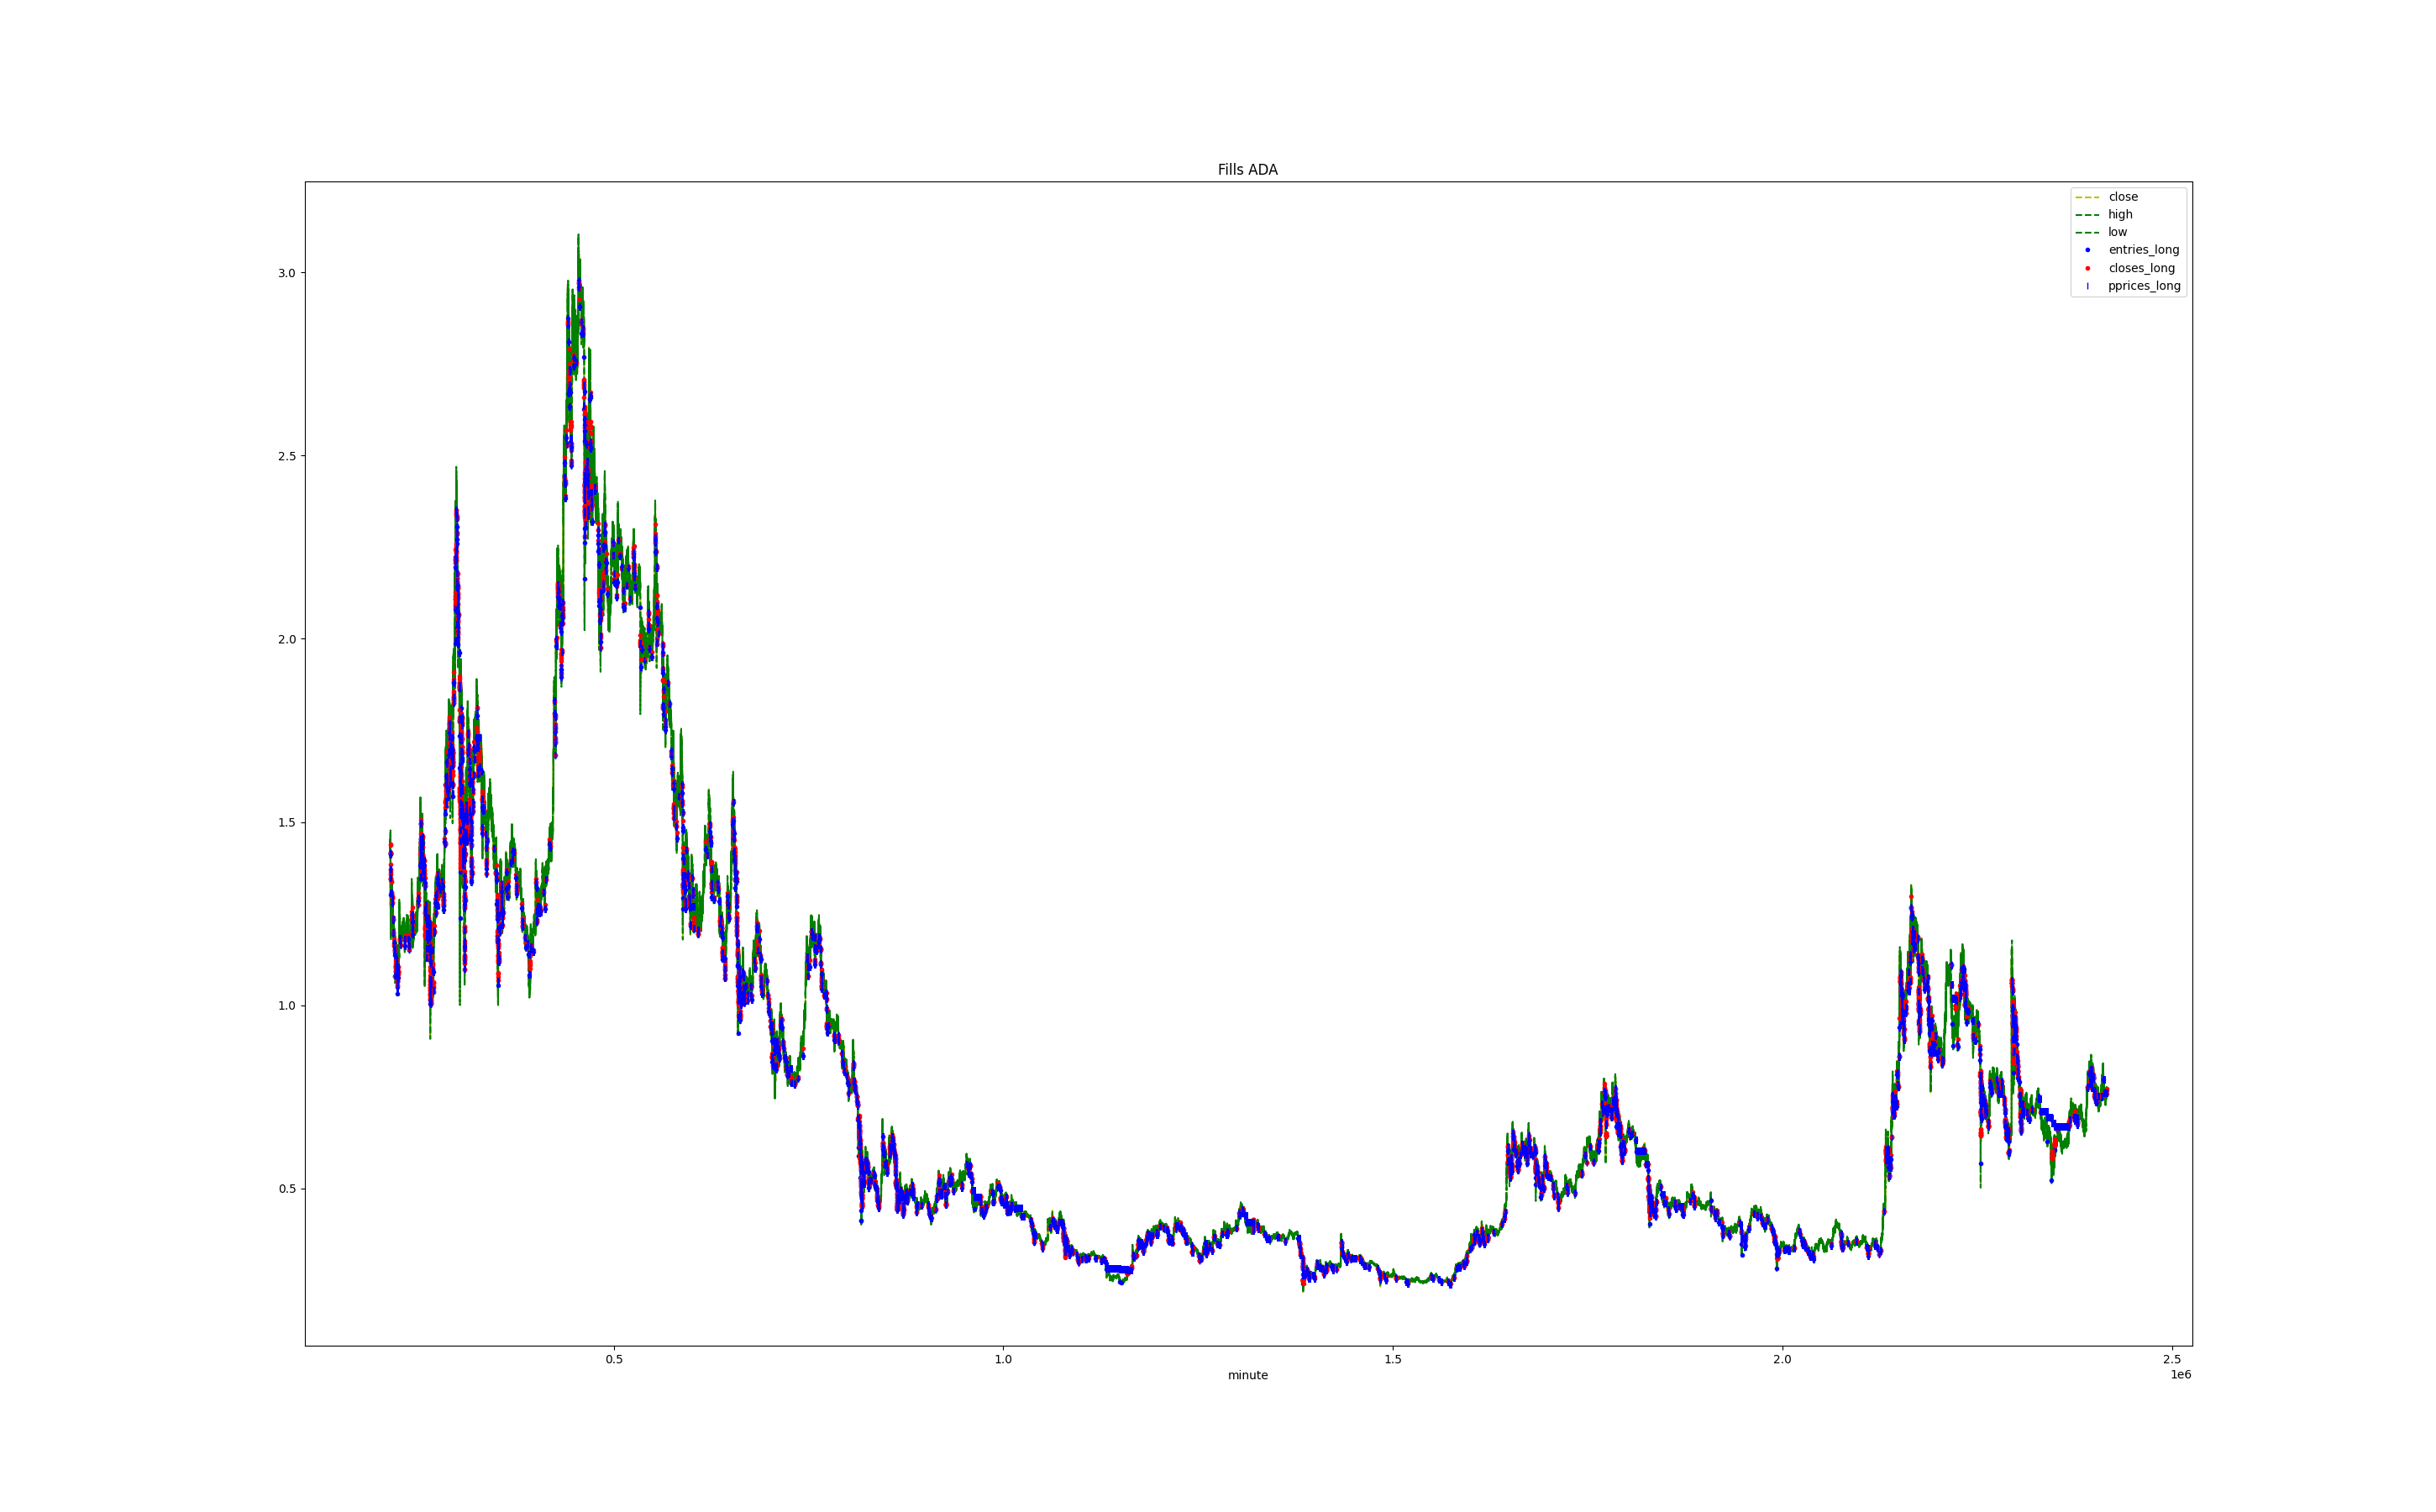 Fills ADA
close
high
low
entries_long
closes_long
pprices_long
3.0
2.5
2.0
1.5
1.0
0.5
0.5 1.0 1.5 2.0 2.5
minute 1e6